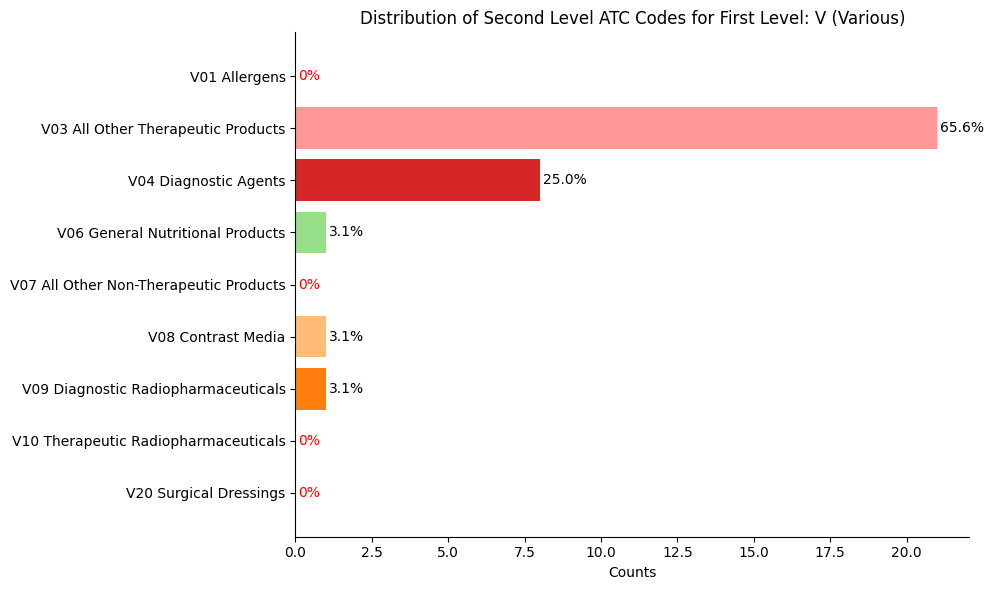 Distribution of Second Level ATC Codes for First Level: V (Various)
V01 Allergens 0%
V03 All Other Therapeutic Products 65.6%
V04 Diagnostic Agents 25.0%
V06 General Nutritional Products 3.1%
V07 All Other Non-Therapeutic Products 0%
V08 Contrast Media 3.1%
V09 Diagnostic Radiopharmaceuticals 3.1%
V10 Therapeutic Radiopharmaceuticals 0%
V20 Surgical Dressings 0%
0.0 2.5 5.0 7.5 10.0 12.5 15.0 17.5 20.0
Counts